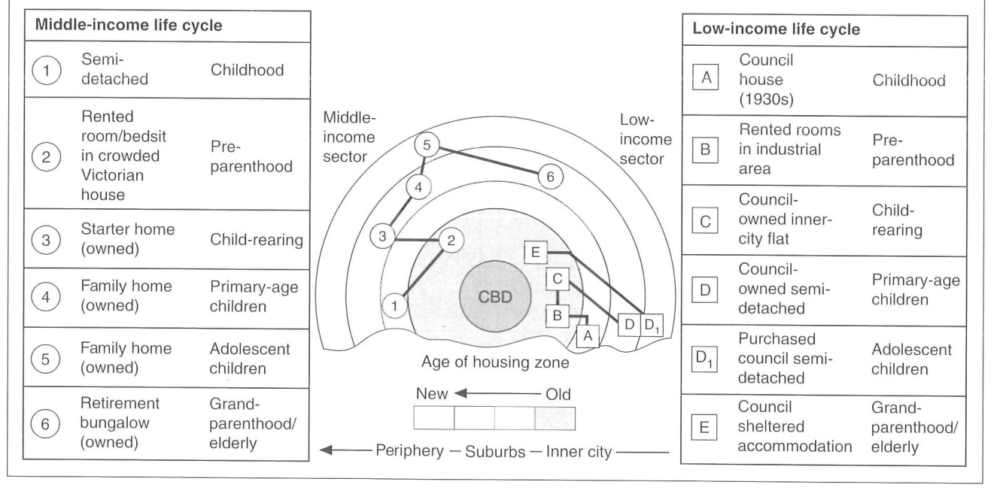 Middle-income life cycle
1
Semi-
detached
Childhood
2
Rented
room/bedsit
in crowded
Victorian
house
Pre-
parenthood
3
Starter home
(owned)
Child-rearing
4
Family home
(owned)
Primary-age
children
5
Family home
(owned)
Adolescent
children
6
Retirement
bungalow
(owned)
Grand-
parenthood/
elderly
Middle-
income
sector
Low-
income
sector
5
6
4
3
2
1
E
C
B
A
D
D1
CBD
Age of housing zone
New
Old
Periphery – Suburbs – Inner city
Low-income life cycle
A
Council
house
(1930s)
Childhood
B
Rented rooms
in industrial
area
Pre-
parenthood
C
Council-
owned inner-
city flat
Child-
rearing
D
Council-
owned semi-
detached
Primary-age
children
D1
Purchased
council semi-
detached
Adolescent
children
E
Council
sheltered
accommodation
Grand-
parenthood/
elderly